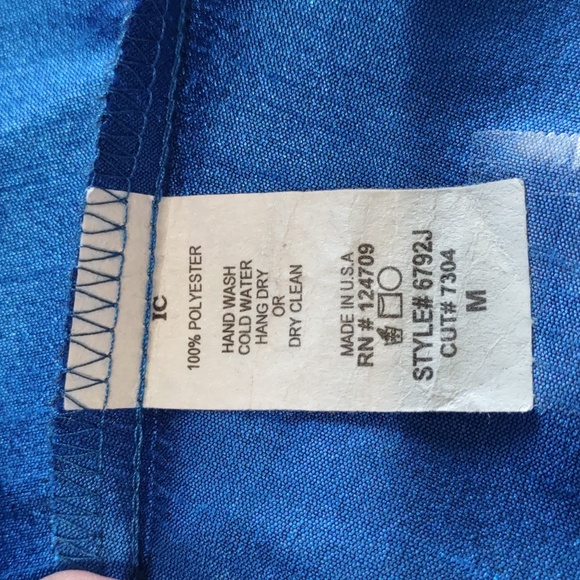 IC
100% POLYESTER
HAND WASH
COLD WATER
HANG DRY
OR
DRY CLEAN
MADE IN U.S.A
RN # 124709
STYLE# 6792J
CUT# 7304
M